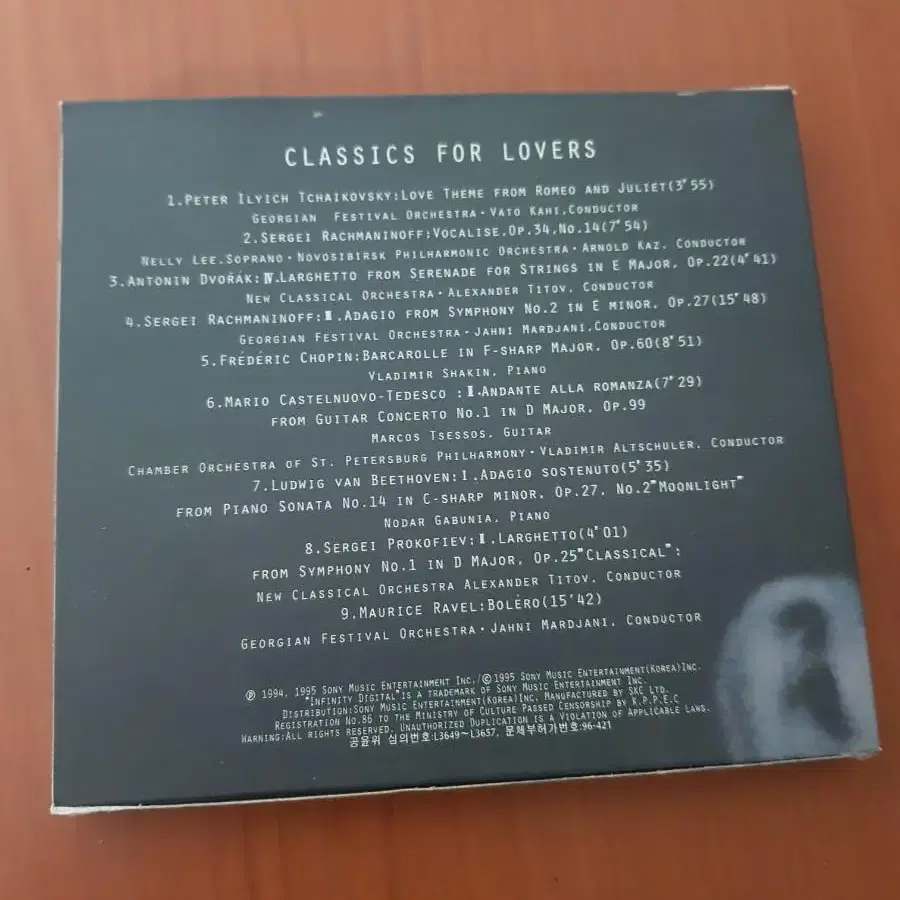 CLASSICS FOR LOVERS
1.PETER ILYICH TCHAIKOVSKY:LOVE THEME FROM ROMEO AND JULIET(3'55)
GEORGIAN FESTIVAL ORCHESTRA・VATO KAHI.CONDUCTOR
2.SERGEI RACHMANINOFF:VOCALISE.OP.34.NO.14(7'54)
NELLY LEE.SOPRANO・NOVOSIBIRSK PHILHARMONIC ORCHESTRA・ARNOLD KAZ. CONDUCTOR
3.ANTONIN DVOŘÁK:Ⅳ.LARGHETTO FROM SERENADE FOR STRINGS IN E MAJOR. OP.22(4'41)
NEW CLASSICAL ORCHESTRA・ALEXANDER TITOV. CONDUCTOR
4.SERGEI RACHMANINOFF:Ⅲ.ADAGIO FROM SYMPHONY NO.2 IN E MINOR. OP.27(15'48)
GEORGIAN FESTIVAL ORCHESTRA・JAHNI MARDJANI.CONDUCTOR
5.FRÉDÉRIC CHOPIN:BARCAROLLE IN F-SHARP MAJOR. OP.60(8'51)
VLADIMIR SHAKIN. PIANO
6.MARIO CASTELNUOVO-TEDESCO :Ⅱ.ANDANTE ALLA ROMANZA(7'29)
FROM GUITAR CONCERTO NO.1 IN D MAJOR. OP.99
MARCOS TSESSOS. GUITAR
CHAMBER ORCHESTRA OF ST. PETERSBURG PHILHARMONY・VLADIMIR ALTSCHULER. CONDUCTOR
7.LUDWIG VAN BEETHOVEN:Ⅰ.ADAGIO SOSTENUTO(5'35)
FROM PIANO SONATA NO.14 IN C-SHARP MINOR. OP.27. NO.2"MOONLIGHT"
NODAR GABUNIA. PIANO
8.SERGEI PROKOFIEV:Ⅱ.LARGHETTO(4'01)
FROM SYMPHONY NO.1 IN D MAJOR. OP.25"CLASSICAL":
NEW CLASSICAL ORCHESTRA ALEXANDER TITOV. CONDUCTOR
9.MAURICE RAVEL:BOLÉRO(15'42)
GEORGIAN FESTIVAL ORCHESTRA・JAHNI MARDJANI. CONDUCTOR
℗ 1994, 1995 SONY MUSIC ENTERTAINMENT INC./©1995 SONY MUSIC ENTERTAINMENT(KOREA)INC.
"INFINITY DIGITAL"IS A TRADEMARK OF SONY MUSIC ENTERTAINMENT INC.
DISTRIBUTION:SONY MUSIC ENTERTAINMENT(KOREA)INC. MANUFACTURED BY SKC LTD.
REGISTRATION NO.86 TO THE MINISTRY OF CULTURE PASSED CENSORSHIP BY K.P.P.E.C
WARNING:ALL RIGHTS RESERVED. UNAUTHORIZED DUPLICATION IS A VIOLATION OF APPLICABLE LAWS.
공윤위 심의번호:L3649~L3657, 문체부허가번호:96-421